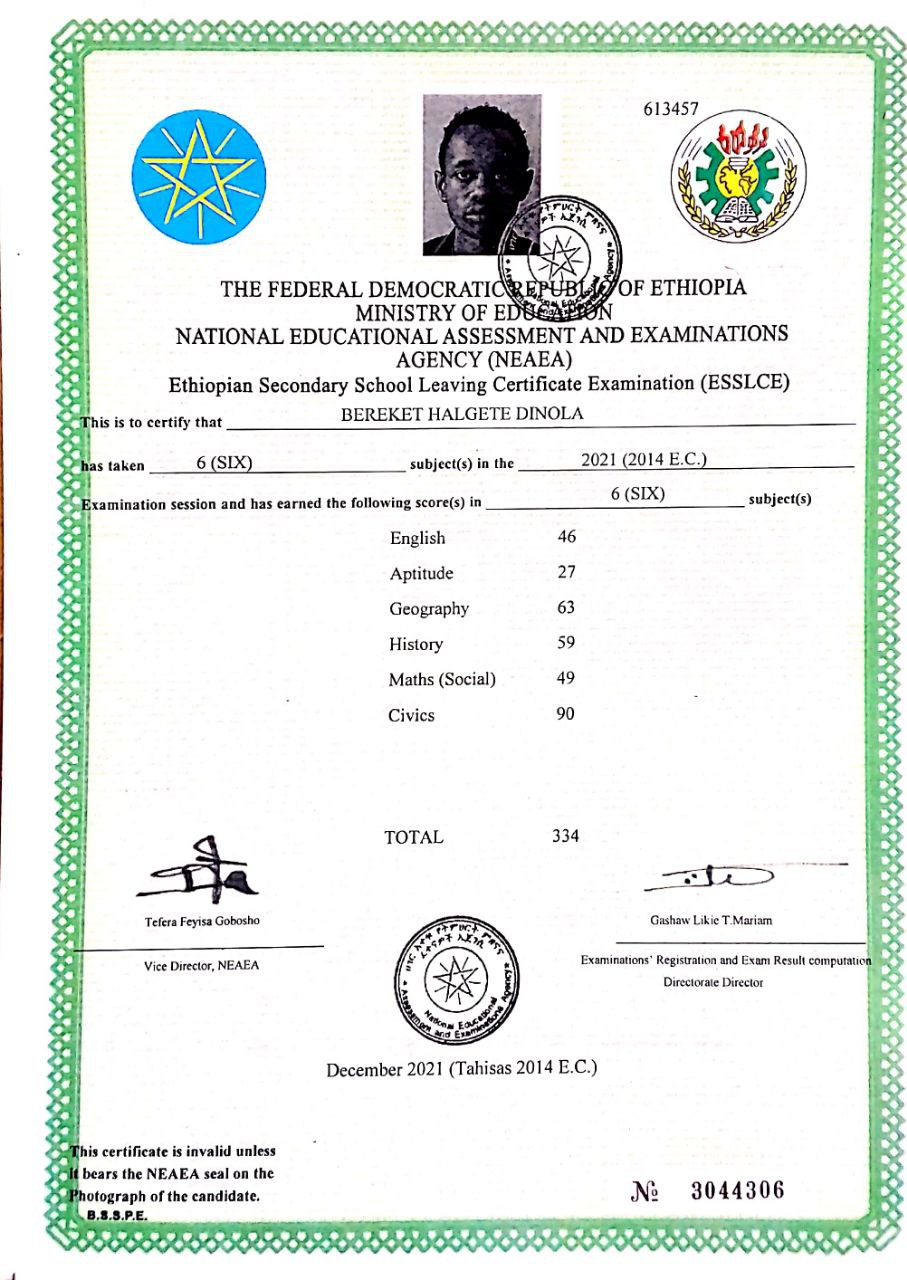 613457
THE FEDERAL DEMOCRATIC REPUBLIC OF ETHIOPIA
MINISTRY OF EDUCATION
NATIONAL EDUCATIONAL ASSESSMENT AND EXAMINATIONS
AGENCY (NEAEA)
Ethiopian Secondary School Leaving Certificate Examination (ESSLCE)
This is to certify that BEREKET HALGETE DINOLA
has taken 6 (SIX) subject(s) in the 2021 (2014 E.C.)
Examination session and has earned the following score(s) in 6 (SIX) subject(s)
English 46
Aptitude 27
Geography 63
History 59
Maths (Social) 49
Civics 90
TOTAL 334
Tefera Feyisa Gobosho
Vice Director, NEAEA
Gashaw Likie T.Mariam
Examinations' Registration and Exam Result computation
Directorate Director
National Educational
Assessment and Examinations Agency
December 2021 (Tahisas 2014 E.C.)
This certificate is invalid unless
It bears the NEAEA seal on the
Photograph of the candidate.
B.S.S.P.E.
№ 3044306